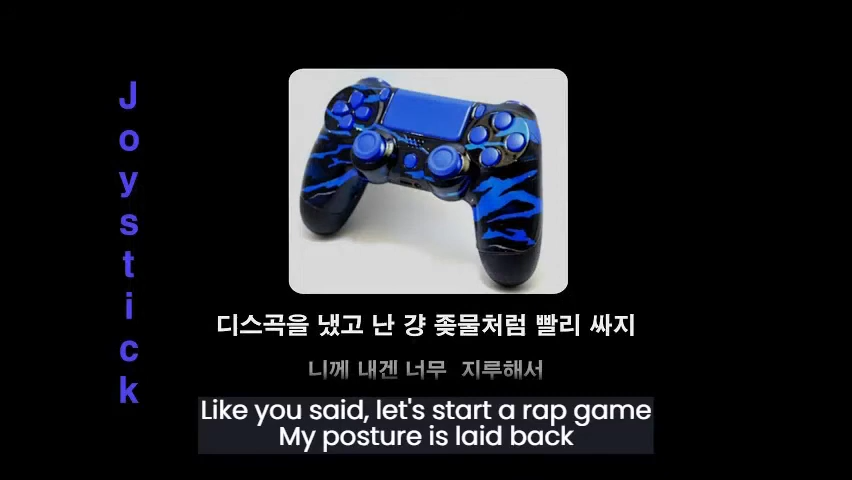 Joystick
디스곡을 냈고 난 걍 좆물처럼 빨리 싸지
니께 내겐 너무 지루해서
Like you said, let's start a rap game
My posture is laid back